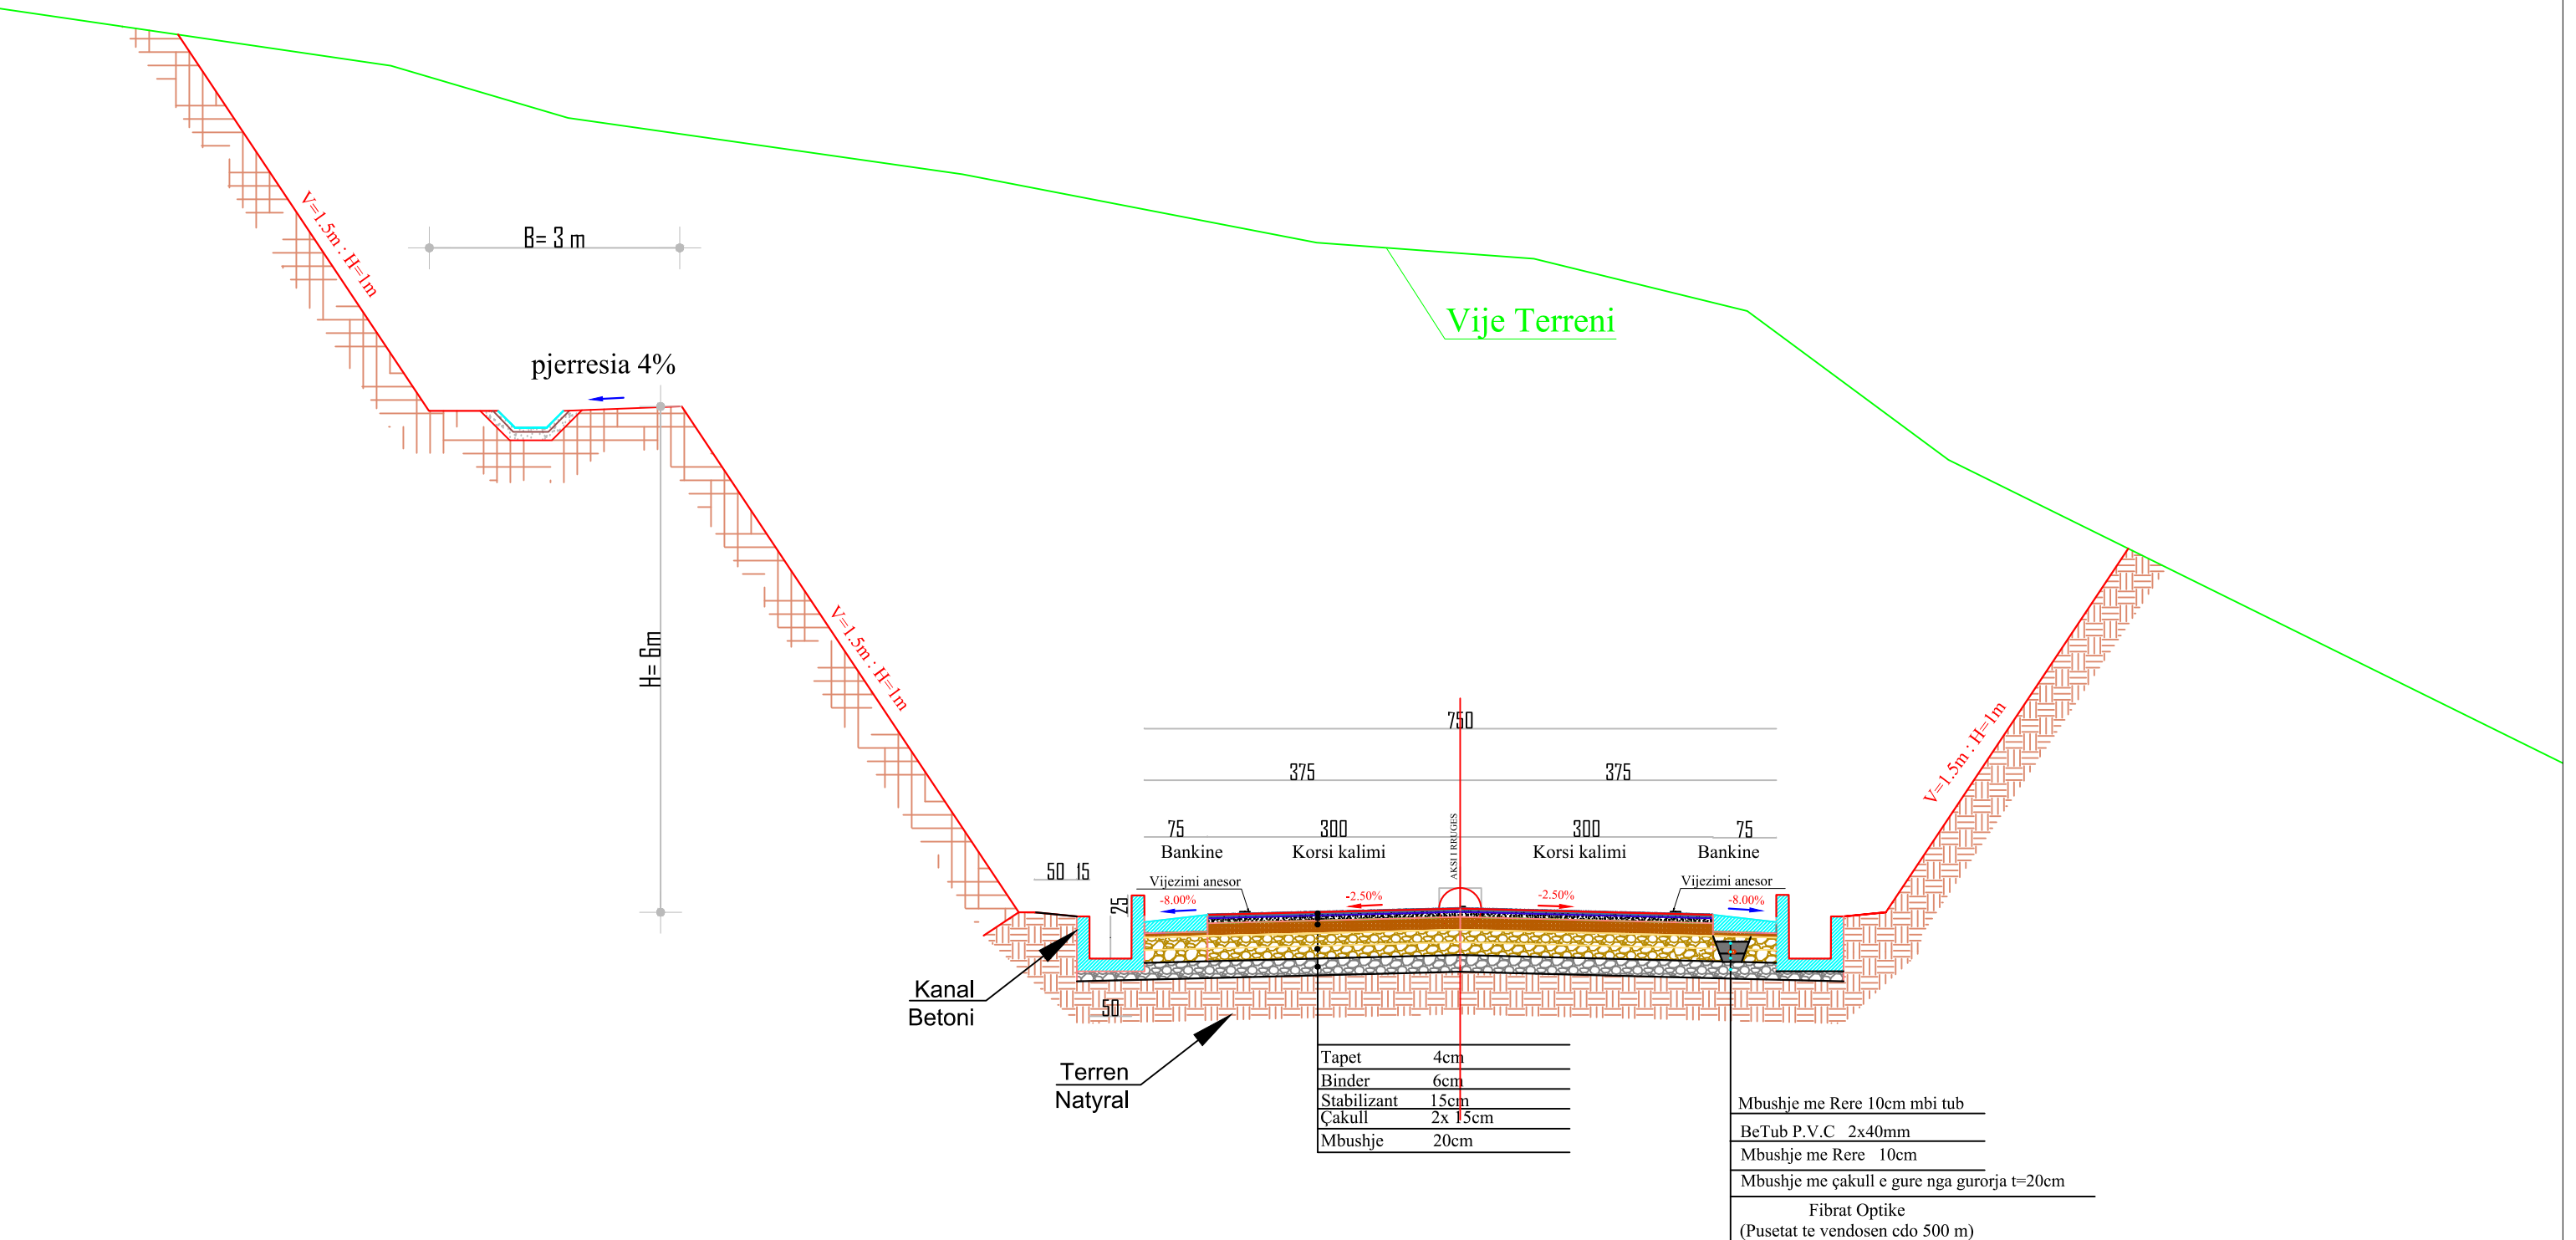 V=1.5m : H=1m
B= 3 m
Vije Terreni
pjerresia 4%
H= 6m
V=1.5m : H=1m
V=1.5m : H=1m
750
375 375
75 300 300 75
Bankine Korsi kalimi Korsi kalimi Bankine
AKSI I RRUGES
50 15
Vijezimi anesor Vijezimi anesor
-8.00% -2.50% -2.50% -8.00%
25
Kanal
Betoni
50
Terren
Natyral
Tapet 4cm
Binder 6cm
Stabilizant 15cm
Çakull 2x 15cm
Mbushje 20cm
Mbushje me Rere 10cm mbi tub
BeTub P.V.C 2x40mm
Mbushje me Rere 10cm
Mbushje me çakull e gure nga gurorja t=20cm
Fibrat Optike
(Pusetat te vendosen cdo 500 m)